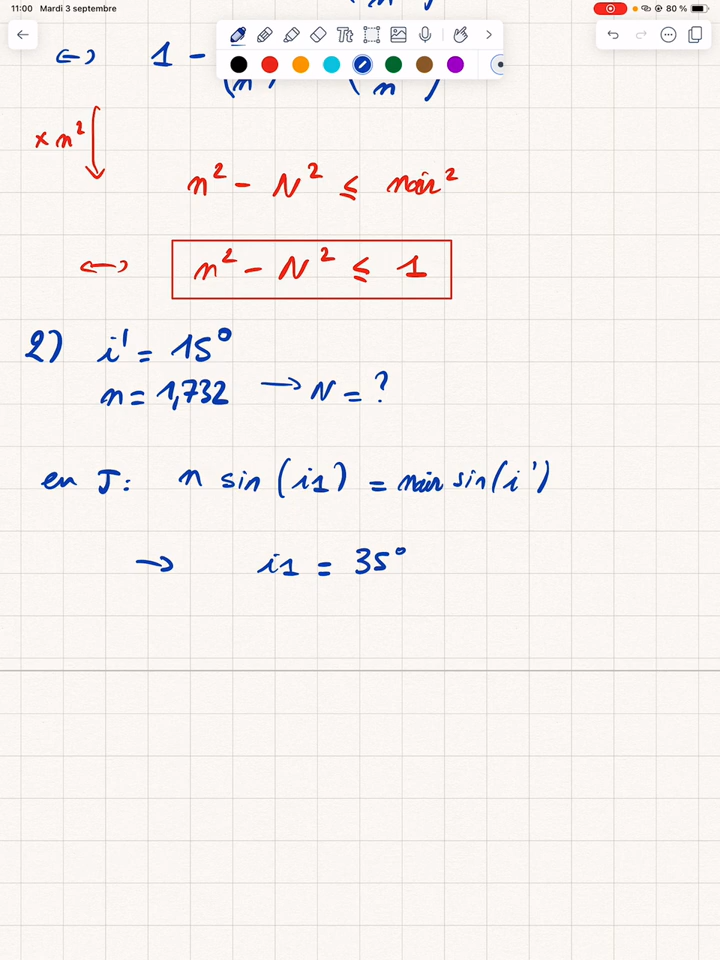 11:00 Mardi 3 septembre
80 %
Tt
↔ 1 -
(n) ( n )
× n² ↓
n² - N² ≤ nair²
↔ n² - N² ≤ 1
2) i' = 15°
n = 1,732 → N = ?
en J : n sin (i1) = nair sin(i')
→ i1 = 35°